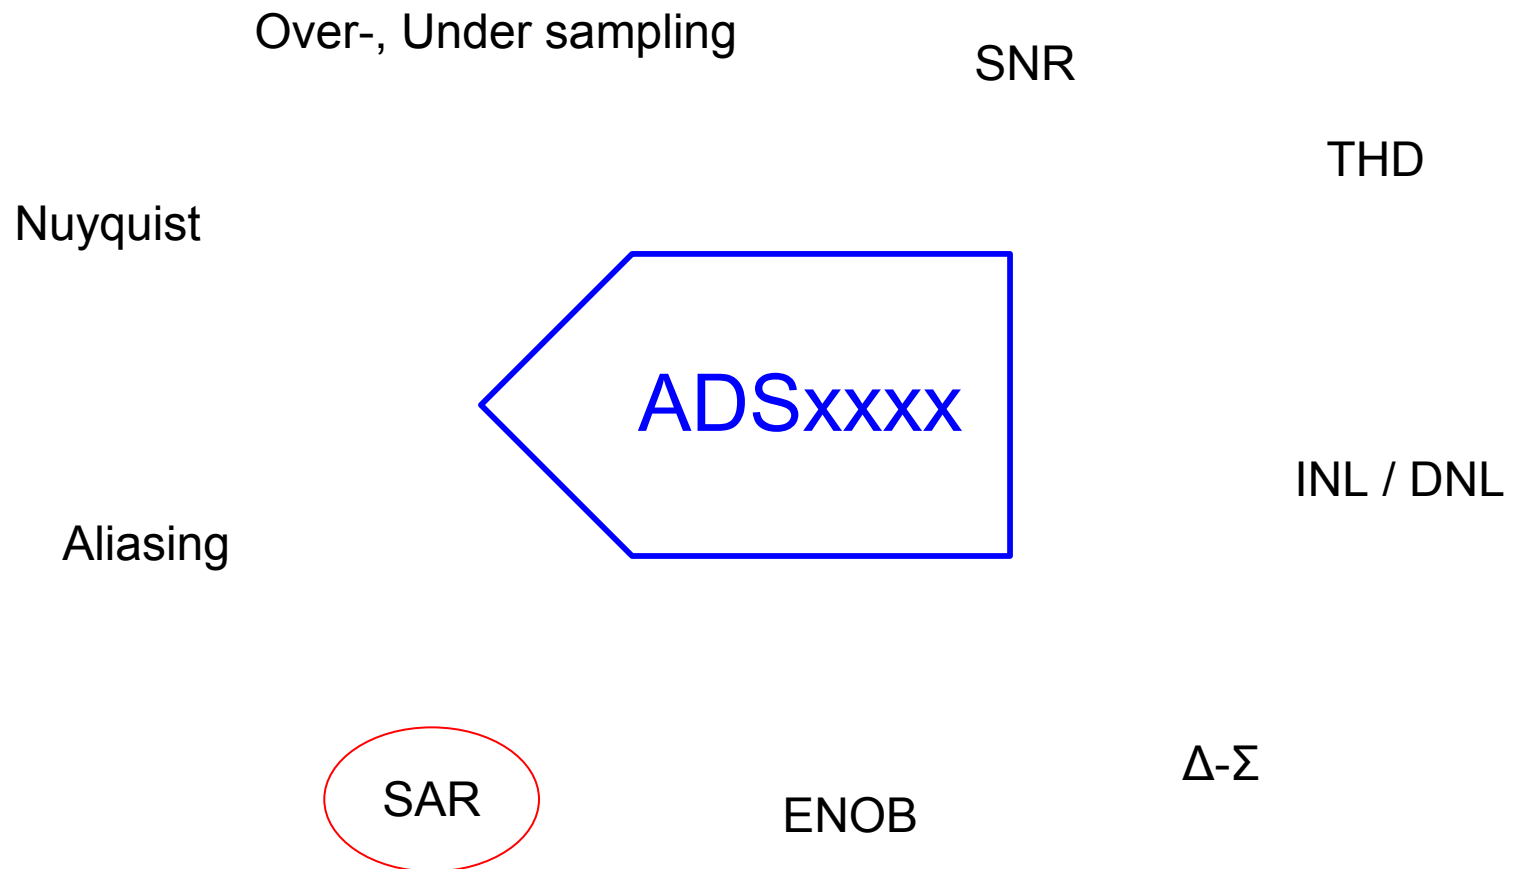 Over-, Under sampling
SNR
THD
Nuyquist
ADSxxxx
INL / DNL
Aliasing
Δ-Σ
SAR
ENOB